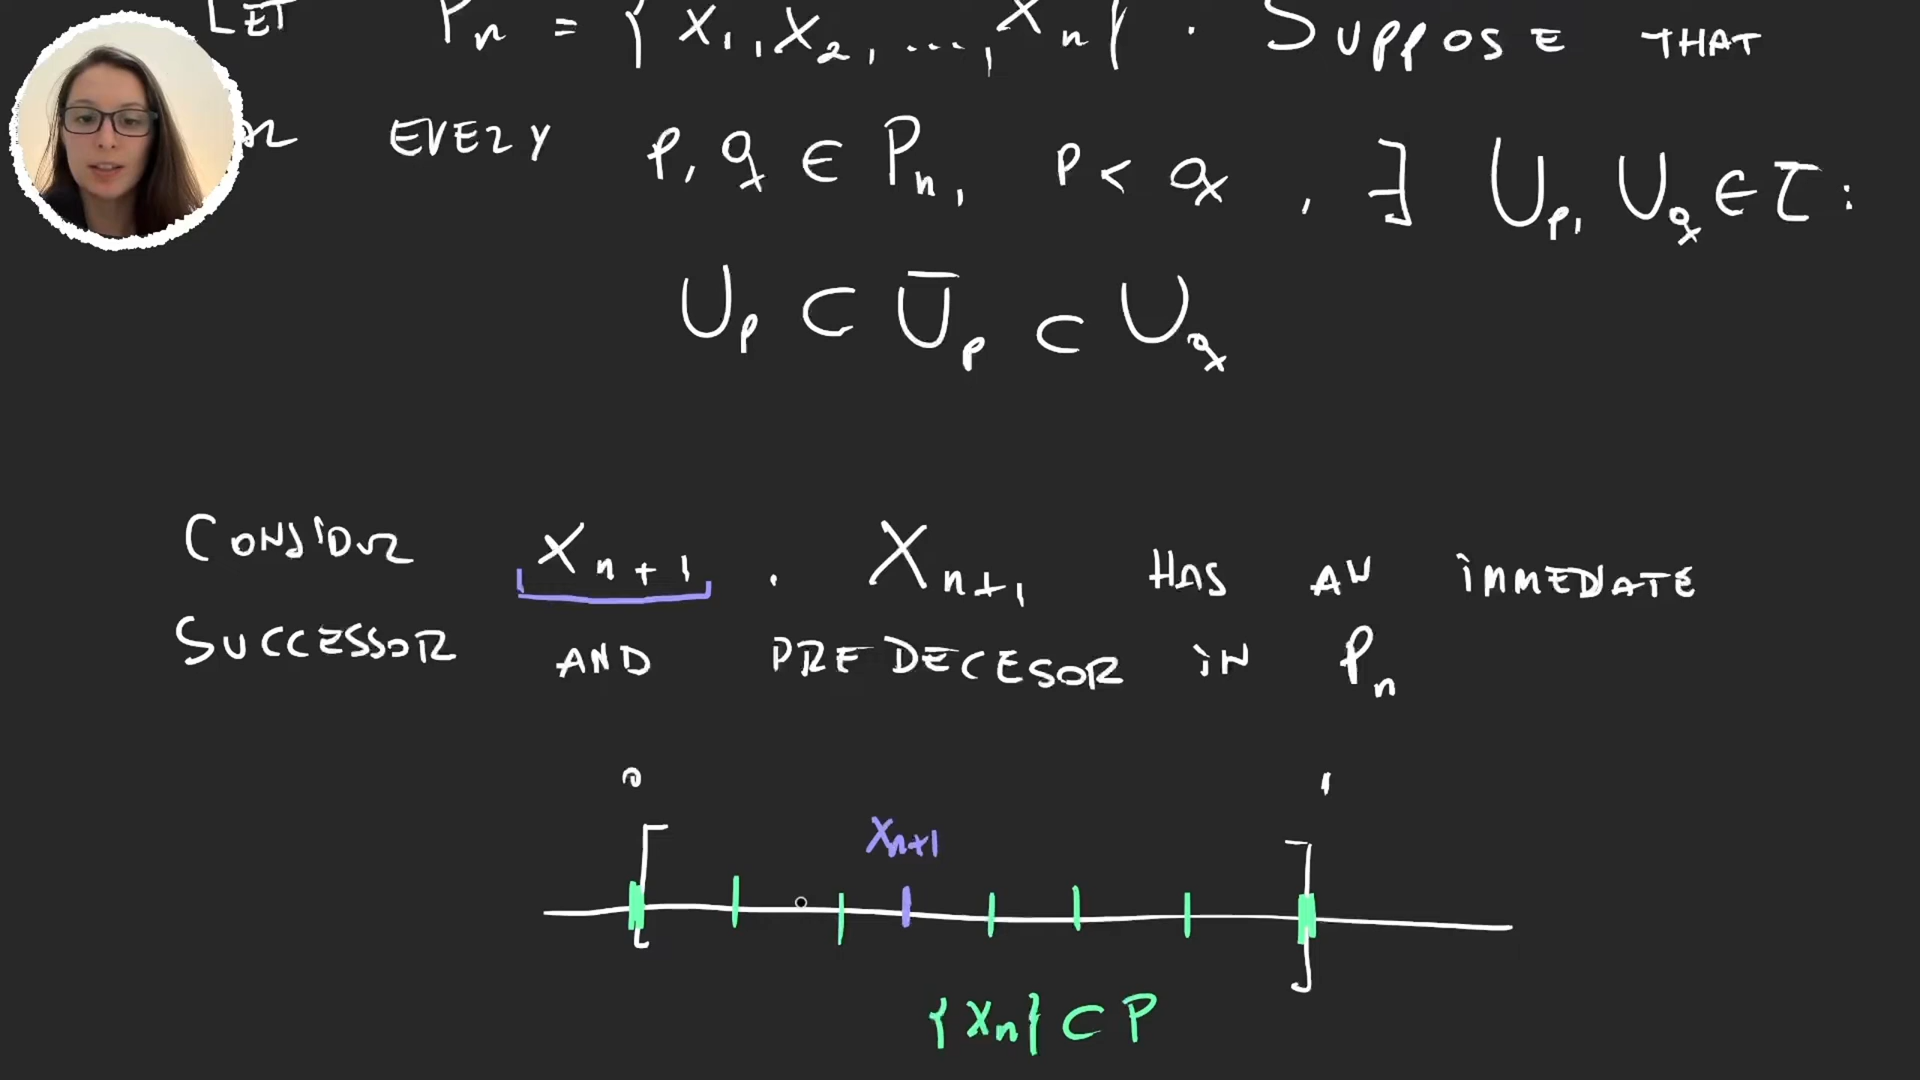 LET Pn = {x1, x2, ..., xn}. SUPPOSE THAT
EVERY p, q ∈ Pn, p < q, ∃ Up, Uq ∈ τ:
Up ⊂ Ūp ⊂ Uq
CONSIDER xn+1. xn+1 HAS AN IMMEDIATE
SUCCESSOR AND PREDECESOR IN Pn
0 1
xn+1
{xn} ⊂ P